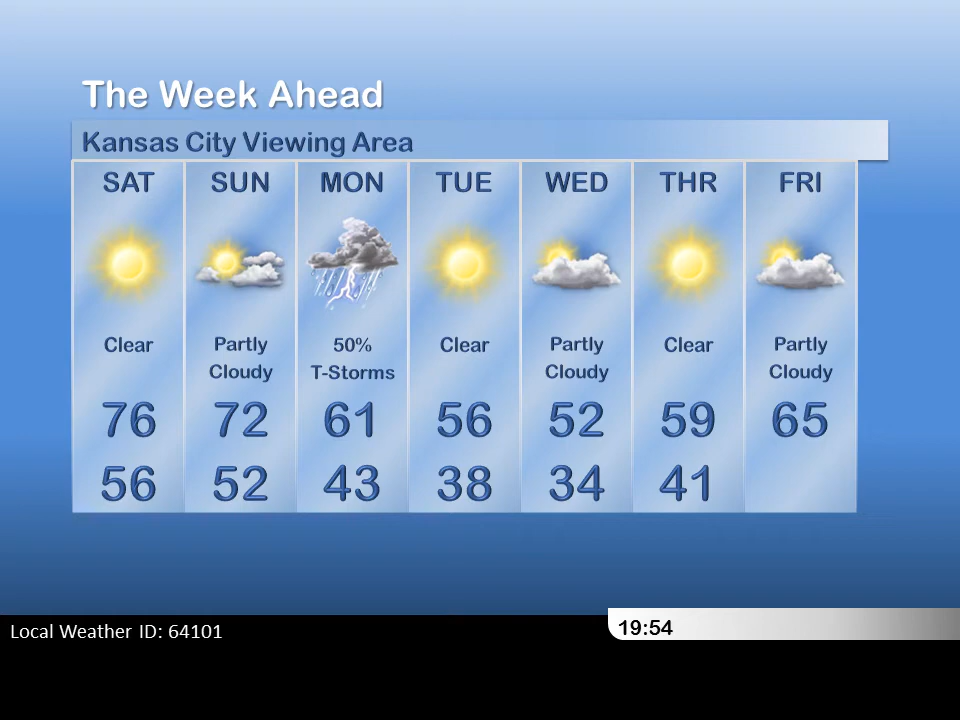 The Week Ahead
Kansas City Viewing Area
SAT SUN MON TUE WED THR FRI
Clear Partly Cloudy 50% T-Storms Clear Partly Cloudy Clear Partly Cloudy
76 72 61 56 52 59 65
56 52 43 38 34 41
Local Weather ID: 64101
19:54